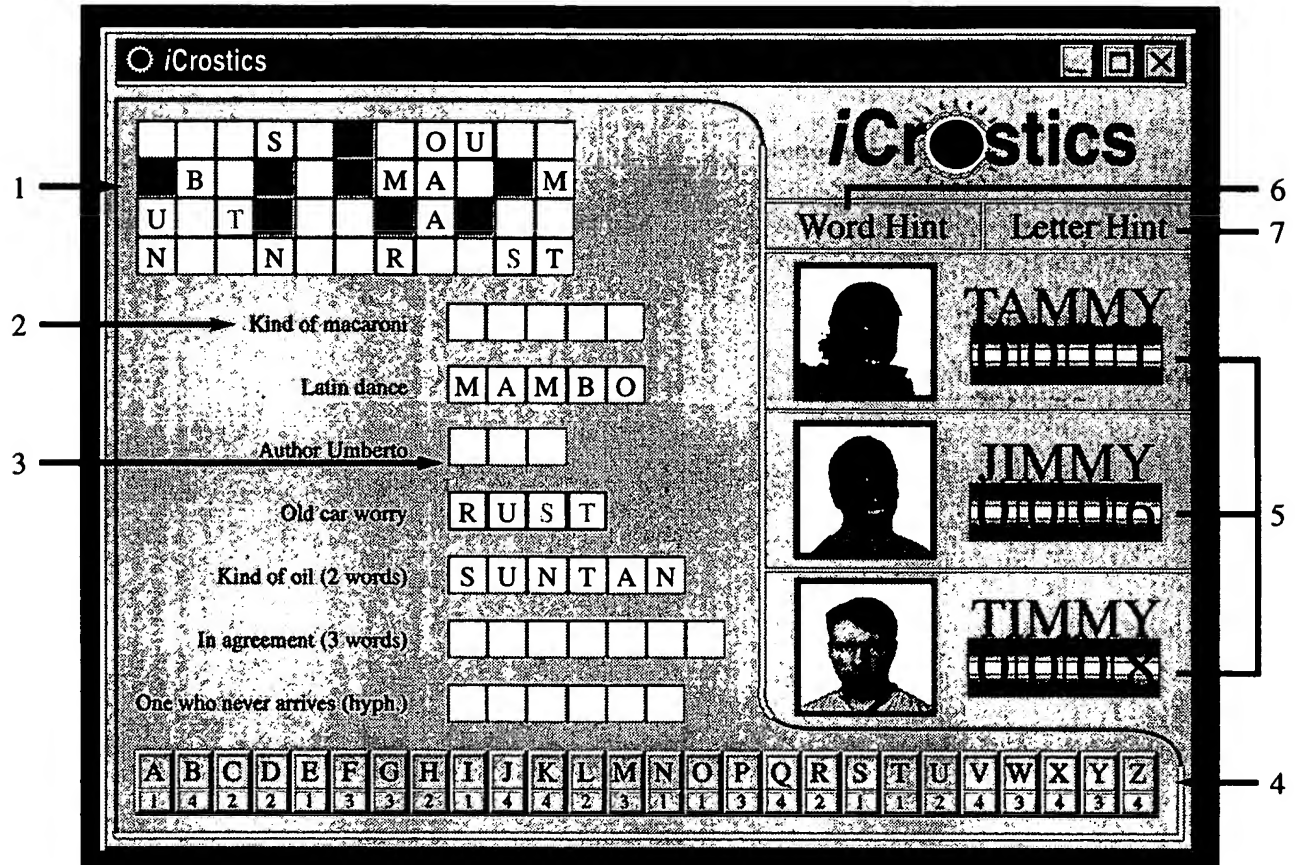 iCrostics
iCrostics
S O U
B M A M
U T A
N N R S T
1
2
3
Kind of macaroni
Latin dance M A M B O
Author Umberto
Old car worry R U S T
Kind of oil (2 words) S U N T A N
In agreement (3 words)
One who never arrives (hyph.)
Word Hint Letter Hint
6
7
TAMMY
JIMMY
TIMMY
5
A B C D E F G H I J K L M N O P Q R S T U V W X Y Z
1 4 2 2 1 3 3 2 1 4 4 2 3 1 1 3 4 2 1 1 2 4 3 4 3 4
4